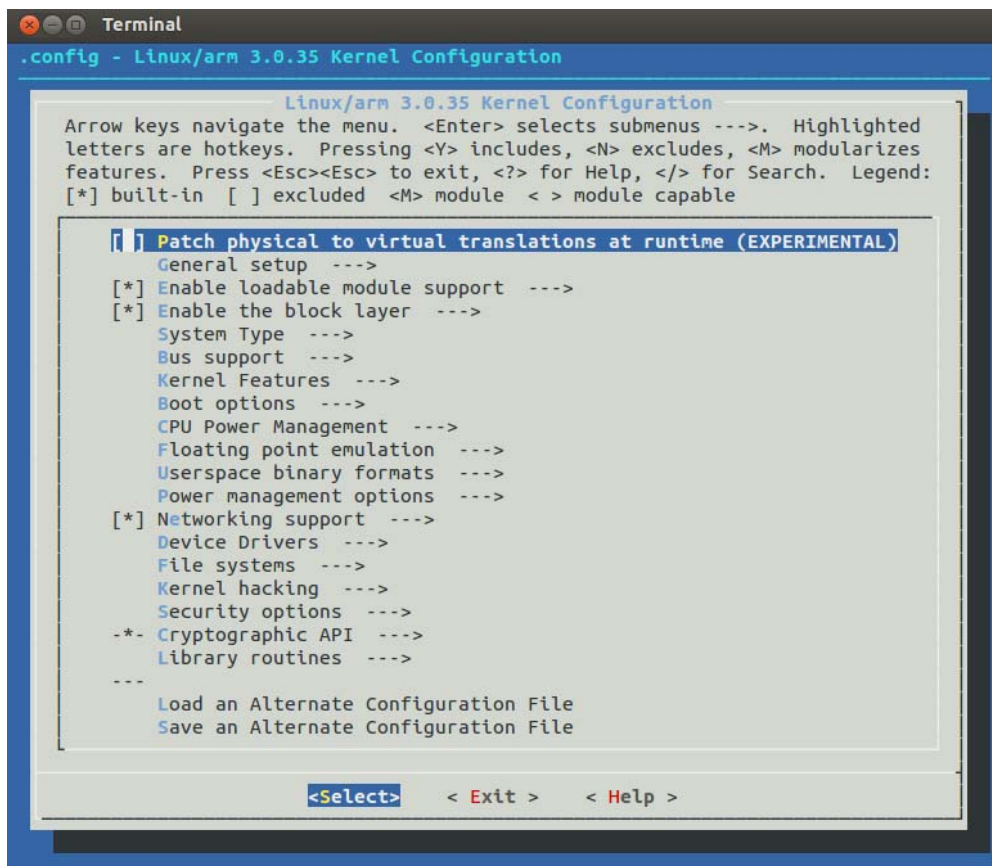 Terminal
.config - Linux/arm 3.0.35 Kernel Configuration
Linux/arm 3.0.35 Kernel Configuration
Arrow keys navigate the menu.  <Enter> selects submenus --->.  Highlighted
letters are hotkeys.  Pressing <Y> includes, <N> excludes, <M> modularizes
features.  Press <Esc><Esc> to exit, <?> for Help, </> for Search.  Legend:
[*] built-in  [ ] excluded  <M> module  < > module capable
[ ] Patch physical to virtual translations at runtime (EXPERIMENTAL)
General setup  --->
[*] Enable loadable module support  --->
[*] Enable the block layer  --->
System Type  --->
Bus support  --->
Kernel Features  --->
Boot options  --->
CPU Power Management  --->
Floating point emulation  --->
Userspace binary formats  --->
Power management options  --->
[*] Networking support  --->
Device Drivers  --->
File systems  --->
Kernel hacking  --->
Security options  --->
-*- Cryptographic API  --->
Library routines  --->
---
Load an Alternate Configuration File
Save an Alternate Configuration File
<Select>    < Exit >    < Help >